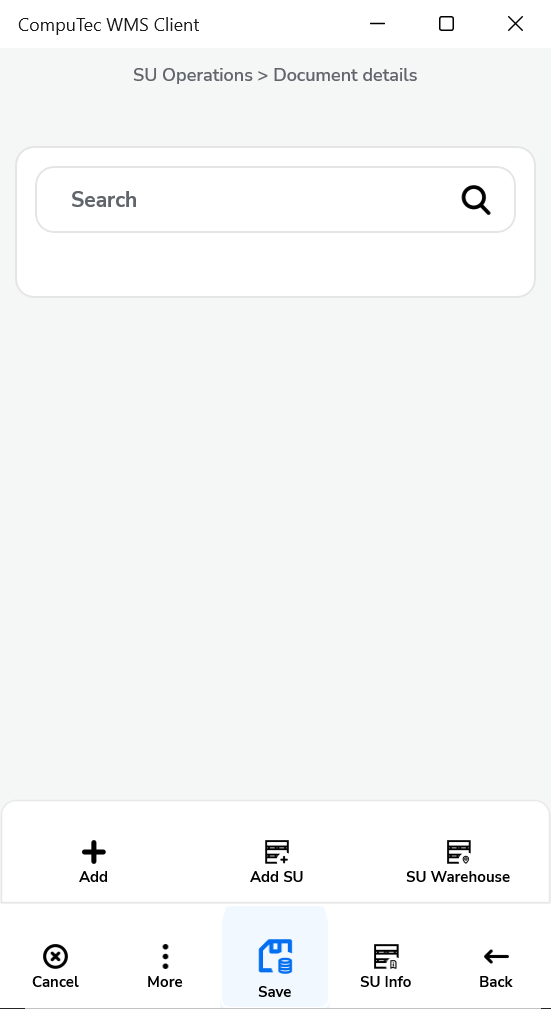 CompuTec WMS Client
SU Operations > Document details
Search
Add
Add SU
SU Warehouse
Cancel
More
Save
SU Info
Back